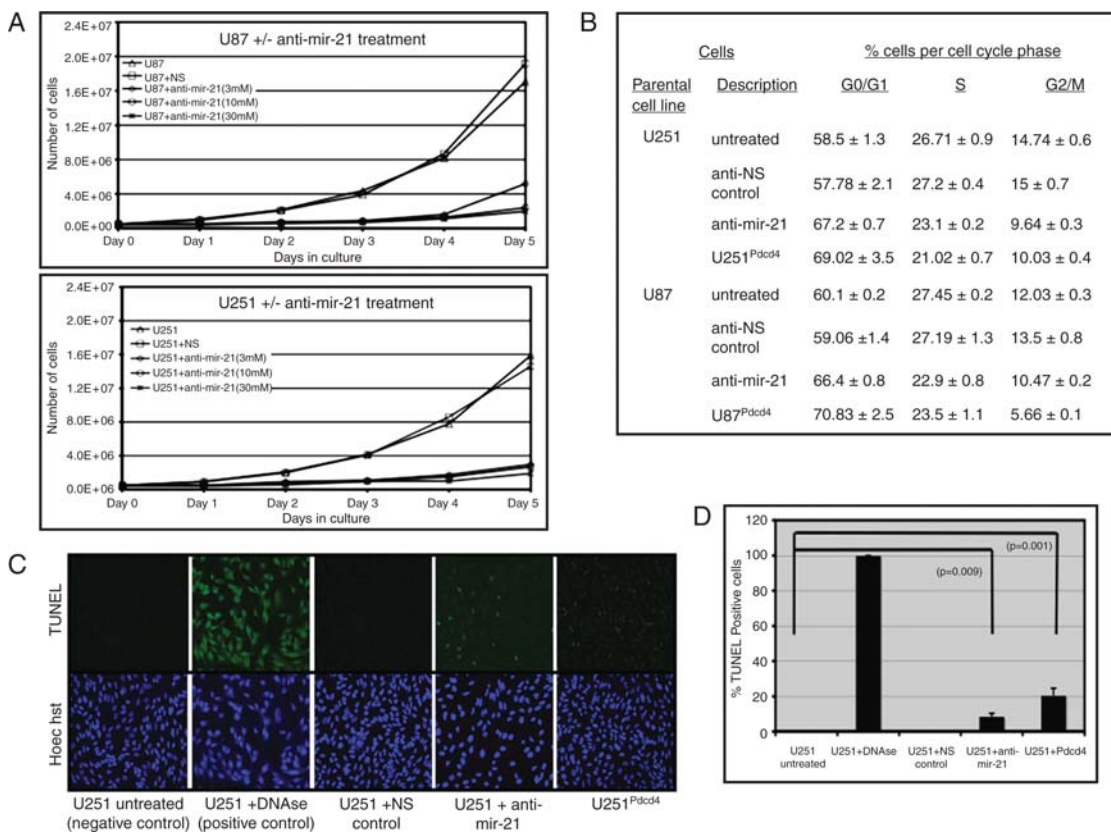 A
U87 +/- anti-mir-21 treatment
2.4E+07
2.0E+07
1.6E+07
1.2E+07
8.0E+06
4.0E+06
0.0E+00
Number of cells
U87
U87+NS
U87+anti-mir-21(3mM)
U87+anti-mir-21(10mM)
U87+anti-mir-21(30mM)
Day 0 Day 1 Day 2 Day 3 Day 4 Day 5
Days in culture
U251 +/- anti-mir-21 treatment
2.4E+07
2.0E+07
1.6E+07
1.2E+07
8.0E+06
4.0E+06
0.0E+06
Number of cells
U251
U251+NS
U251+anti-mir-21(3mM)
U251+anti-mir-21(10mM)
U251+anti-mir-21(30mM)
Day 0 Day 1 Day 2 Day 3 Day 4 Day 5
Days in culture
B
Cells % cells per cell cycle phase
Parental Description G0/G1 S G2/M
cell line
U251 untreated 58.5 ± 1.3 26.71 ± 0.9 14.74 ± 0.6
anti-NS
control 57.78 ± 2.1 27.2 ± 0.4 15 ± 0.7
anti-mir-21 67.2 ± 0.7 23.1 ± 0.2 9.64 ± 0.3
U251Pdcd4 69.02 ± 3.5 21.02 ± 0.7 10.03 ± 0.4
U87 untreated 60.1 ± 0.2 27.45 ± 0.2 12.03 ± 0.3
anti-NS
control 59.06 ±1.4 27.19 ± 1.3 13.5 ± 0.8
anti-mir-21 66.4 ± 0.8 22.9 ± 0.8 10.47 ± 0.2
U87Pdcd4 70.83 ± 2.5 23.5 ± 1.1 5.66 ± 0.1
C
TUNEL
Hoec hst
U251 untreated U251 +DNAse U251 +NS U251 + anti- U251Pdcd4
(negative control) (positive control) control mir-21
D
120
100
80
60
40
20
0
% TUNEL Positive cells
(p=0.001)
(p=0.009)
U251 U251+DNAse U251+NS U251+anti- U251+Pdcd4
untreated control mir-21